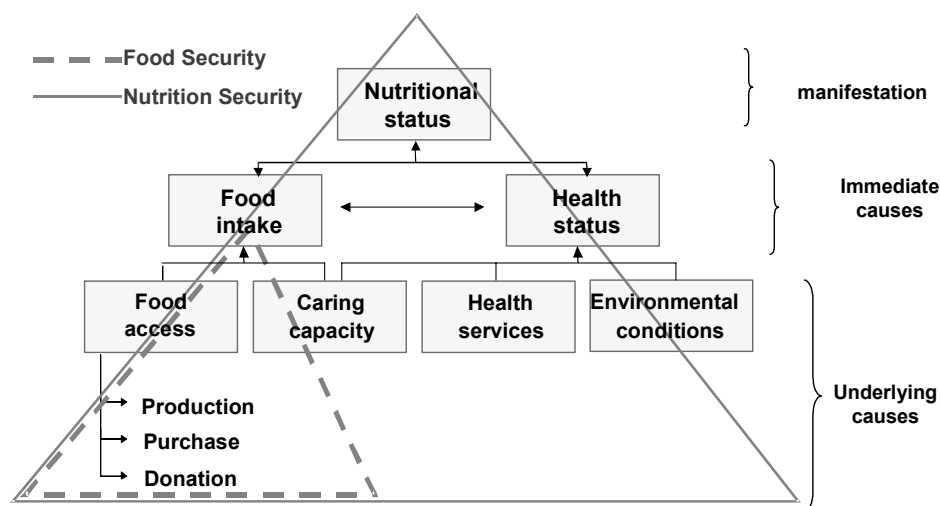 Food Security
Nutrition Security
Nutritional
status
manifestation
Food
intake
Health
status
Immediate
causes
Food
access
Caring
capacity
Health
services
Environmental
conditions
Production
Purchase
Donation
Underlying
causes